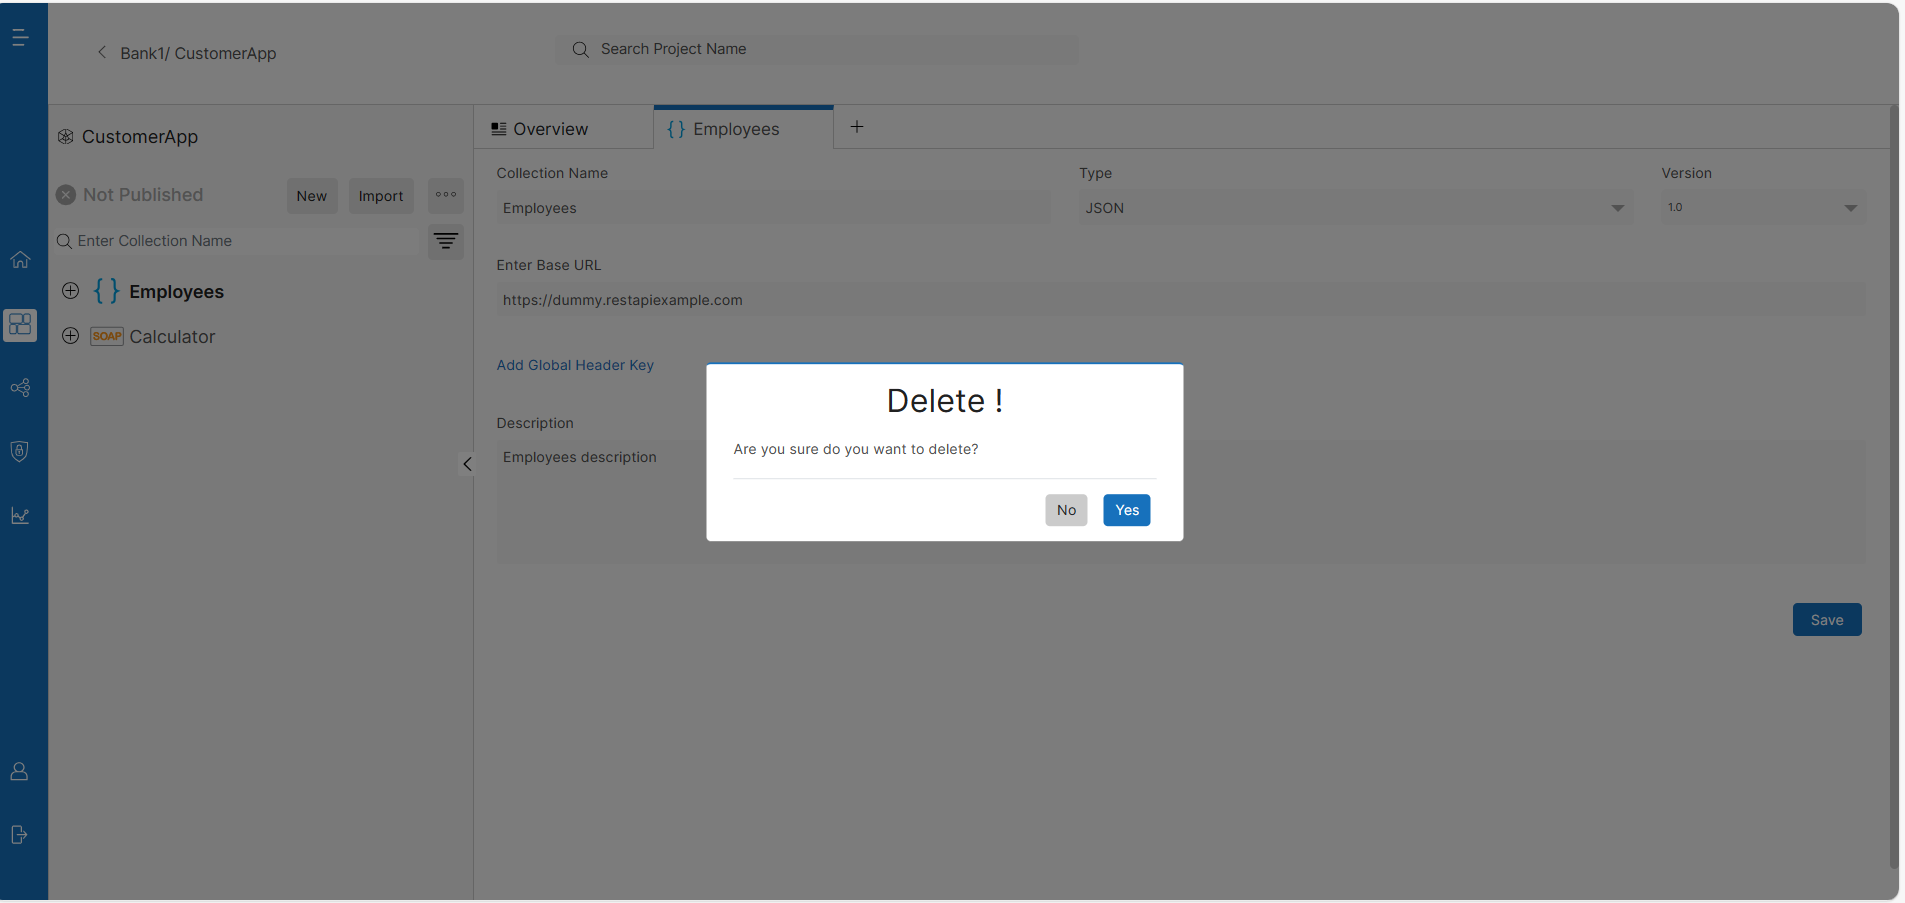 Bank1/ CustomerApp
Search Project Name
CustomerApp
Not Published
New
Import
Enter Collection Name
{ } Employees
SOAP Calculator
Overview
{ } Employees
+
Collection Name
Type
Version
Employees
JSON
1.0
Enter Base URL
https://dummy.restapiexample.com
Add Global Header Key
Description
Employees description
Delete !
Are you sure do you want to delete?
No
Yes
Save